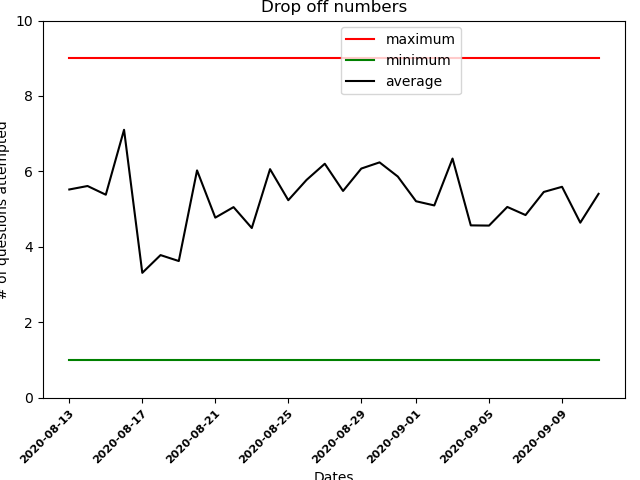 Drop off numbers
maximum
minimum
average
# of questions attempted
10
8
6
4
2
0
2020-08-13
2020-08-17
2020-08-21
2020-08-25
2020-08-29
2020-09-01
2020-09-05
2020-09-09
Dates